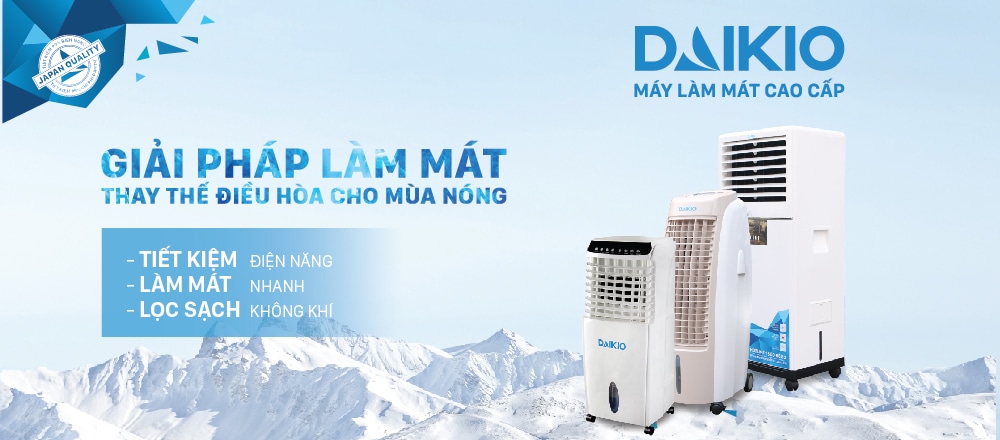 JAPAN QUALITY
DAIKIO
MÁY LÀM MÁT CAO CẤP
GIẢI PHÁP LÀM MÁT
THAY THẾ ĐIỀU HÒA CHO MÙA NÓNG
- TIẾT KIỆM ĐIỆN NĂNG
- LÀM MÁT NHANH
- LỌC SẠCH KHÔNG KHÍ
DAIKIO
DAIKIO